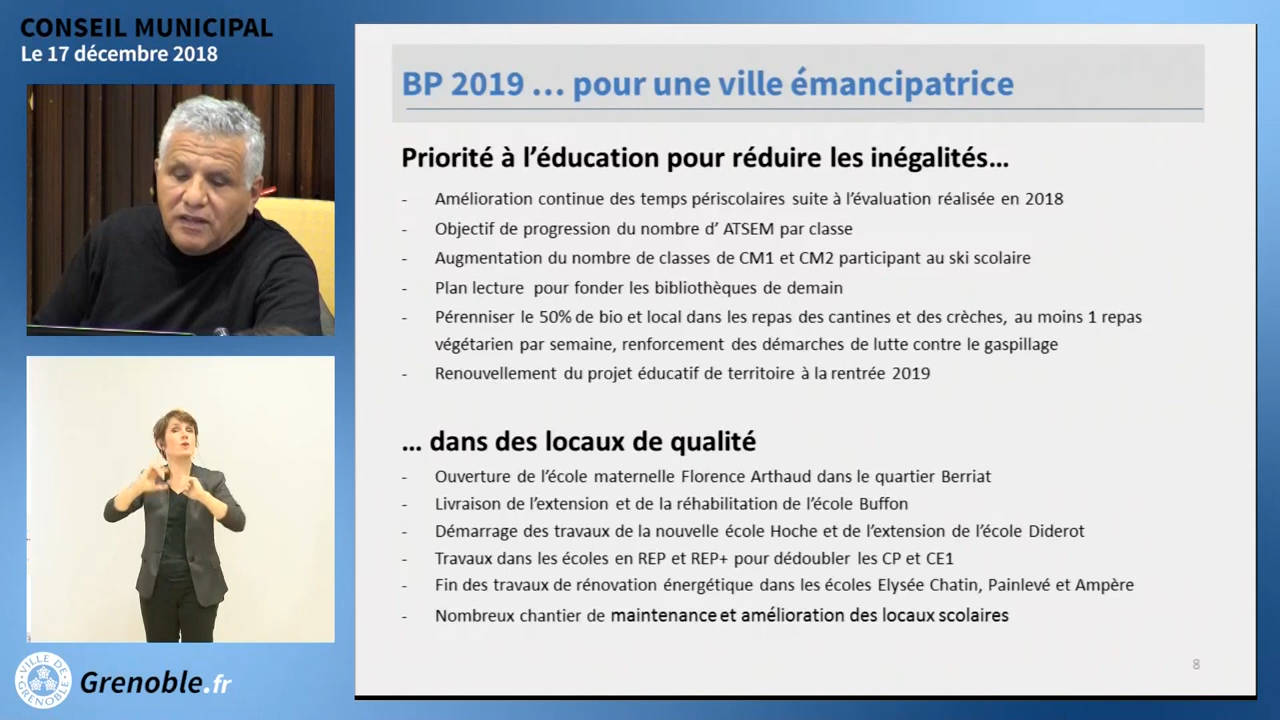 CONSEIL MUNICIPAL
Le 17 décembre 2018
BP 2019 ... pour une ville émancipatrice
Priorité à l'éducation pour réduire les inégalités...
- Amélioration continue des temps périscolaires suite à l'évaluation réalisée en 2018
- Objectif de progression du nombre d' ATSEM par classe
- Augmentation du nombre de classes de CM1 et CM2 participant au ski scolaire
- Plan lecture pour fonder les bibliothèques de demain
- Pérenniser le 50% de bio et local dans les repas des cantines et des crèches, au moins 1 repas
végétarien par semaine, renforcement des démarches de lutte contre le gaspillage
- Renouvellement du projet éducatif de territoire à la rentrée 2019
... dans des locaux de qualité
- Ouverture de l'école maternelle Florence Arthaud dans le quartier Berriat
- Livraison de l'extension et de la réhabilitation de l'école Buffon
- Démarrage des travaux de la nouvelle école Hoche et de l'extension de l'école Diderot
- Travaux dans les écoles en REP et REP+ pour dédoubler les CP et CE1
- Fin des travaux de rénovation énergétique dans les écoles Elysée Chatin, Painlevé et Ampère
- Nombreux chantier de maintenance et amélioration des locaux scolaires
8
VILLE DE
GRENOBLE
Grenoble.fr